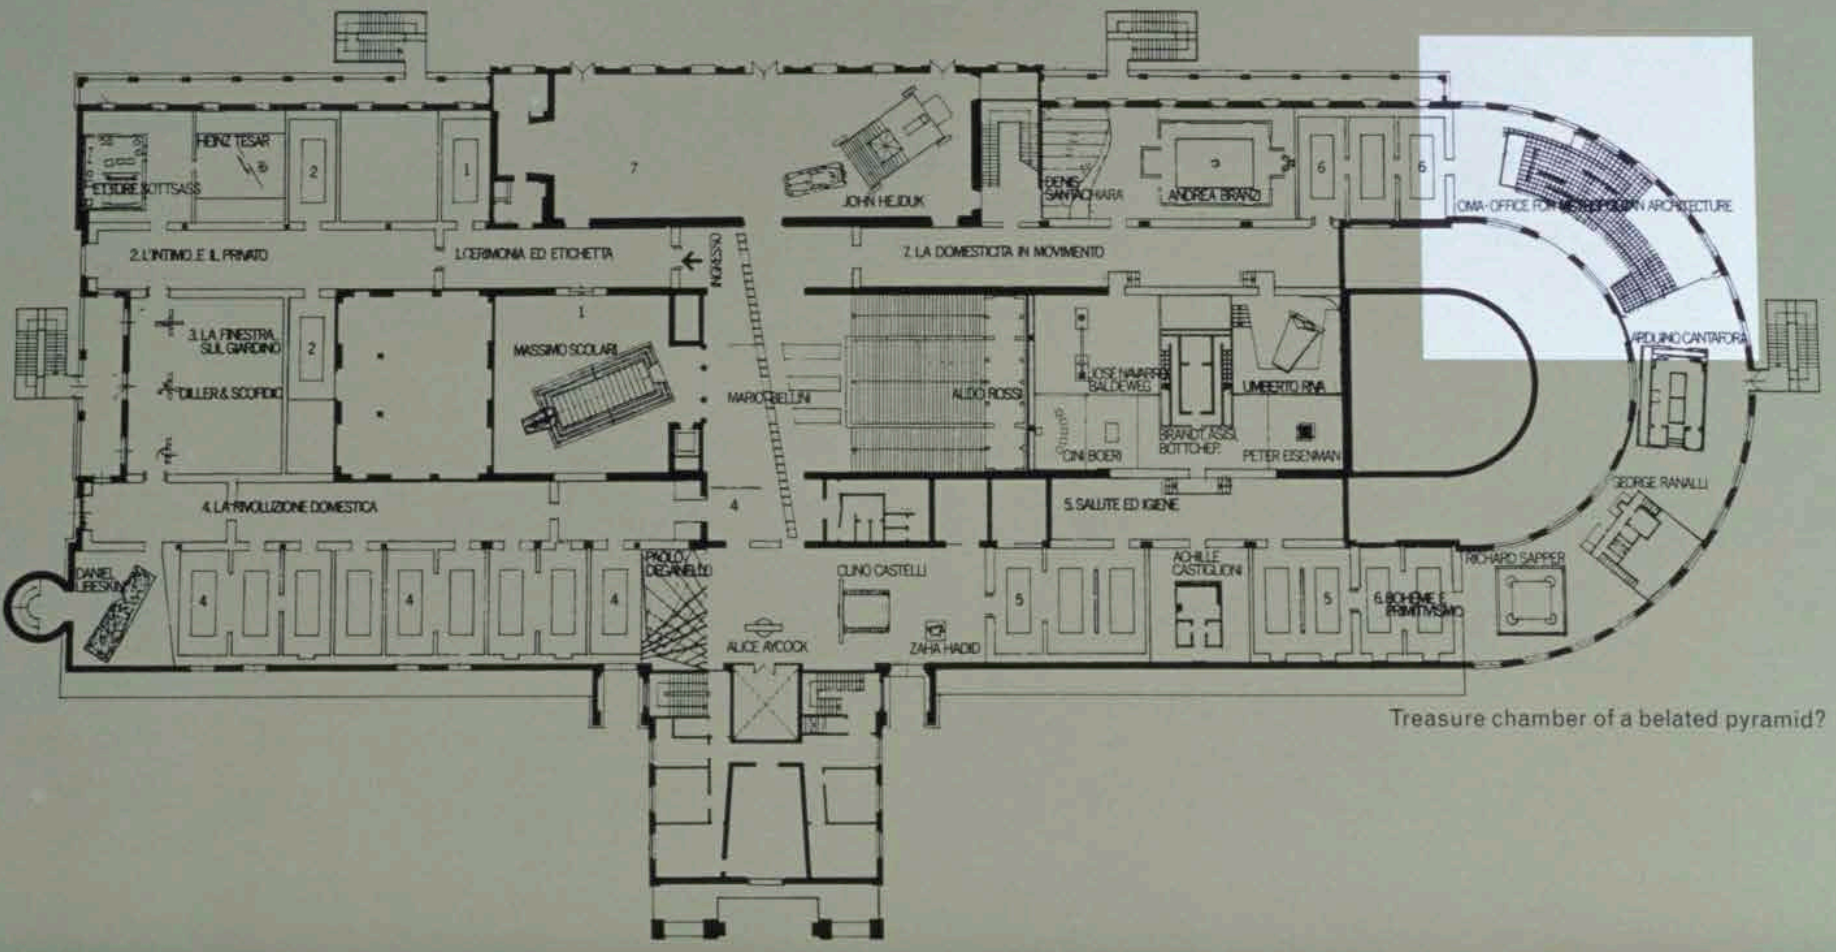 HEINZ TESAR
2
1
ETTORE SOTTSASS
7
JOHN HEJDUK
DENIS
SANTACHIARA
ANDREA BRANZI
6
6
OMA - OFFICE FOR METROPOLITAN ARCHITECTURE
2. L'INTIMO E IL PRIVATO
1. CERIMONIA ED ETICHETTA
INGRESSO
7. LA DOMESTICITA IN MOVIMENTO
3. LA FINESTRA
SUL GIARDINO
2
1
MASSIMO SCOLARI
DILLER & SCOFIDIO
MARIO BELLINI
ALDO ROSSI
JOSE NAVARRO
BALDEWEG
UMBERTO RIVA
ARDUINO CANTAFORA
CINI BOERI
BRANDT, ASISI,
BOTTCHER.
PETER EISENMAN
GEORGE RANALLI
4. LA RIVOLUZIONE DOMESTICA
4
5. SALUTE ED IGIENE
DANIEL
LIBESKIN
4
4
4
PAOLO
DEGANELLO
CLINO CASTELLI
ALICE AYCOCK
ZAHA HADID
5
ACHILLE
CASTIGLIONI
5
6. BOHEME E
PRIMITIVISMO
RICHARD SAPPER
Treasure chamber of a belated pyramid?